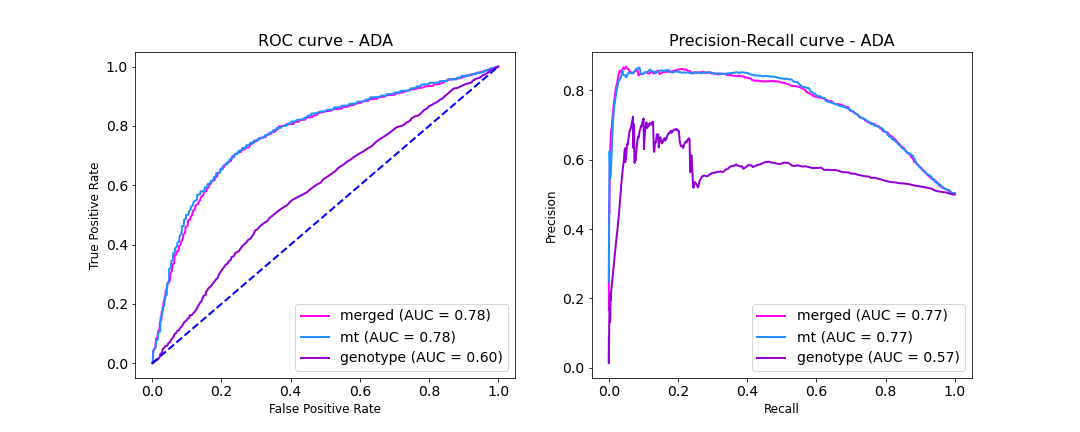 ROC curve - ADA
True Positive Rate
1.0
0.8
0.6
0.4
0.2
0.0
merged (AUC = 0.78)
mt (AUC = 0.78)
genotype (AUC = 0.60)
0.0 0.2 0.4 0.6 0.8 1.0
False Positive Rate
Precision-Recall curve - ADA
Precision
0.8
0.6
0.4
0.2
0.0
merged (AUC = 0.77)
mt (AUC = 0.77)
genotype (AUC = 0.57)
0.0 0.2 0.4 0.6 0.8 1.0
Recall